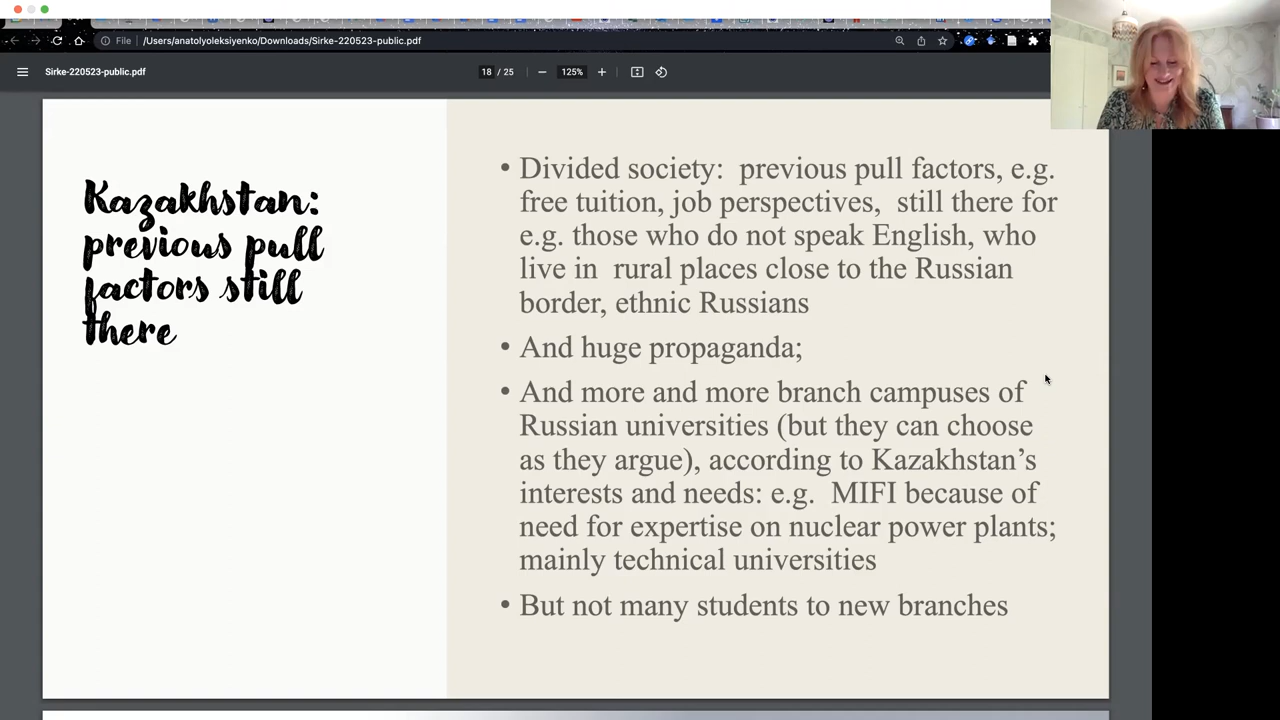 File
/Users/anatolyoleksiyenko/Downloads/Sirke-220523-public.pdf
Sirke-220523-public.pdf
18 / 25
125%
Kazakhstan:
previous pull
factors still
there
• Divided society: previous pull factors, e.g.
free tuition, job perspectives, still there for
e.g. those who do not speak English, who
live in rural places close to the Russian
border, ethnic Russians
• And huge propaganda;
• And more and more branch campuses of
Russian universities (but they can choose
as they argue), according to Kazakhstan’s
interests and needs: e.g. MIFI because of
need for expertise on nuclear power plants;
mainly technical universities
• But not many students to new branches